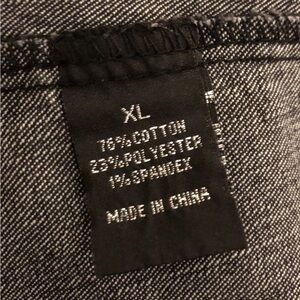 XL
76%COTTON
23%POLYESTER
1%SPANDEX
MADE IN CHINA